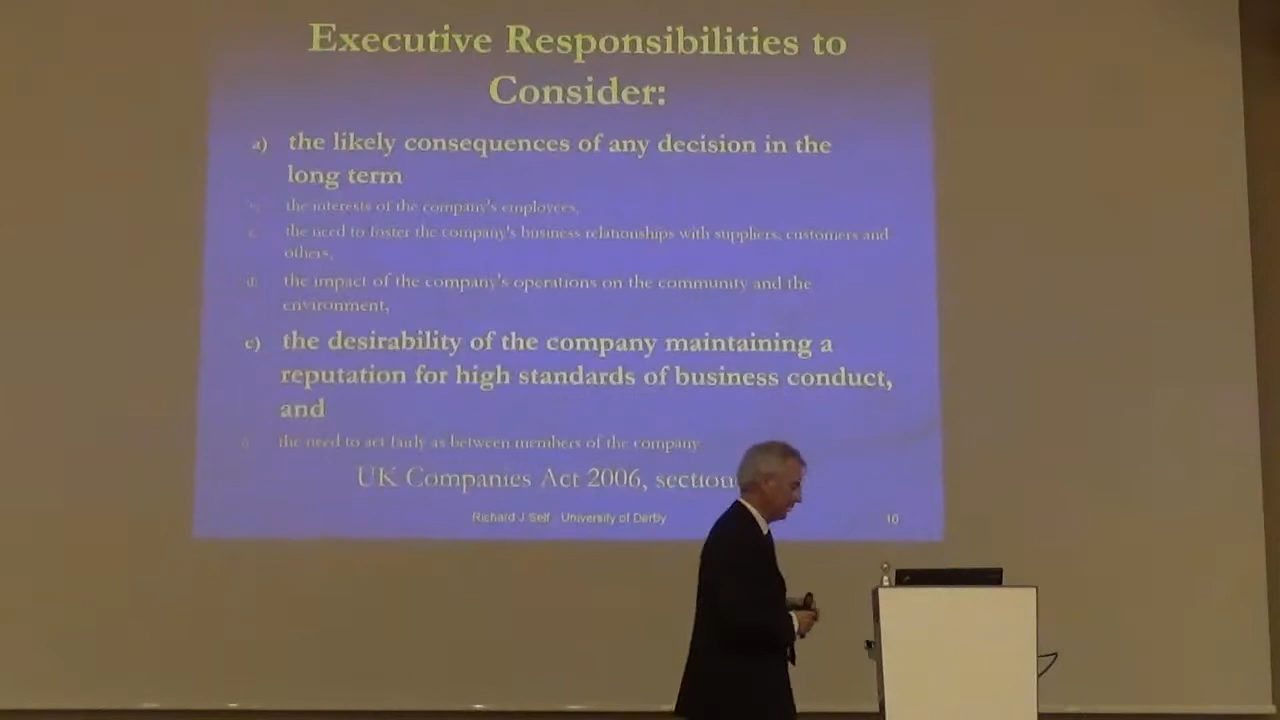 Executive Responsibilities to
Consider:
a) the likely consequences of any decision in the
long term
the interests of the company's employees,
c. the need to foster the company's business relationships with suppliers, customers and
others,
d. the impact of the company's operations on the community and the
environment,
e) the desirability of the company maintaining a
reputation for high standards of business conduct,
and
the need to act fairly as between members of the company
UK Companies Act 2006, section
Richard J Self - University of Derby
10